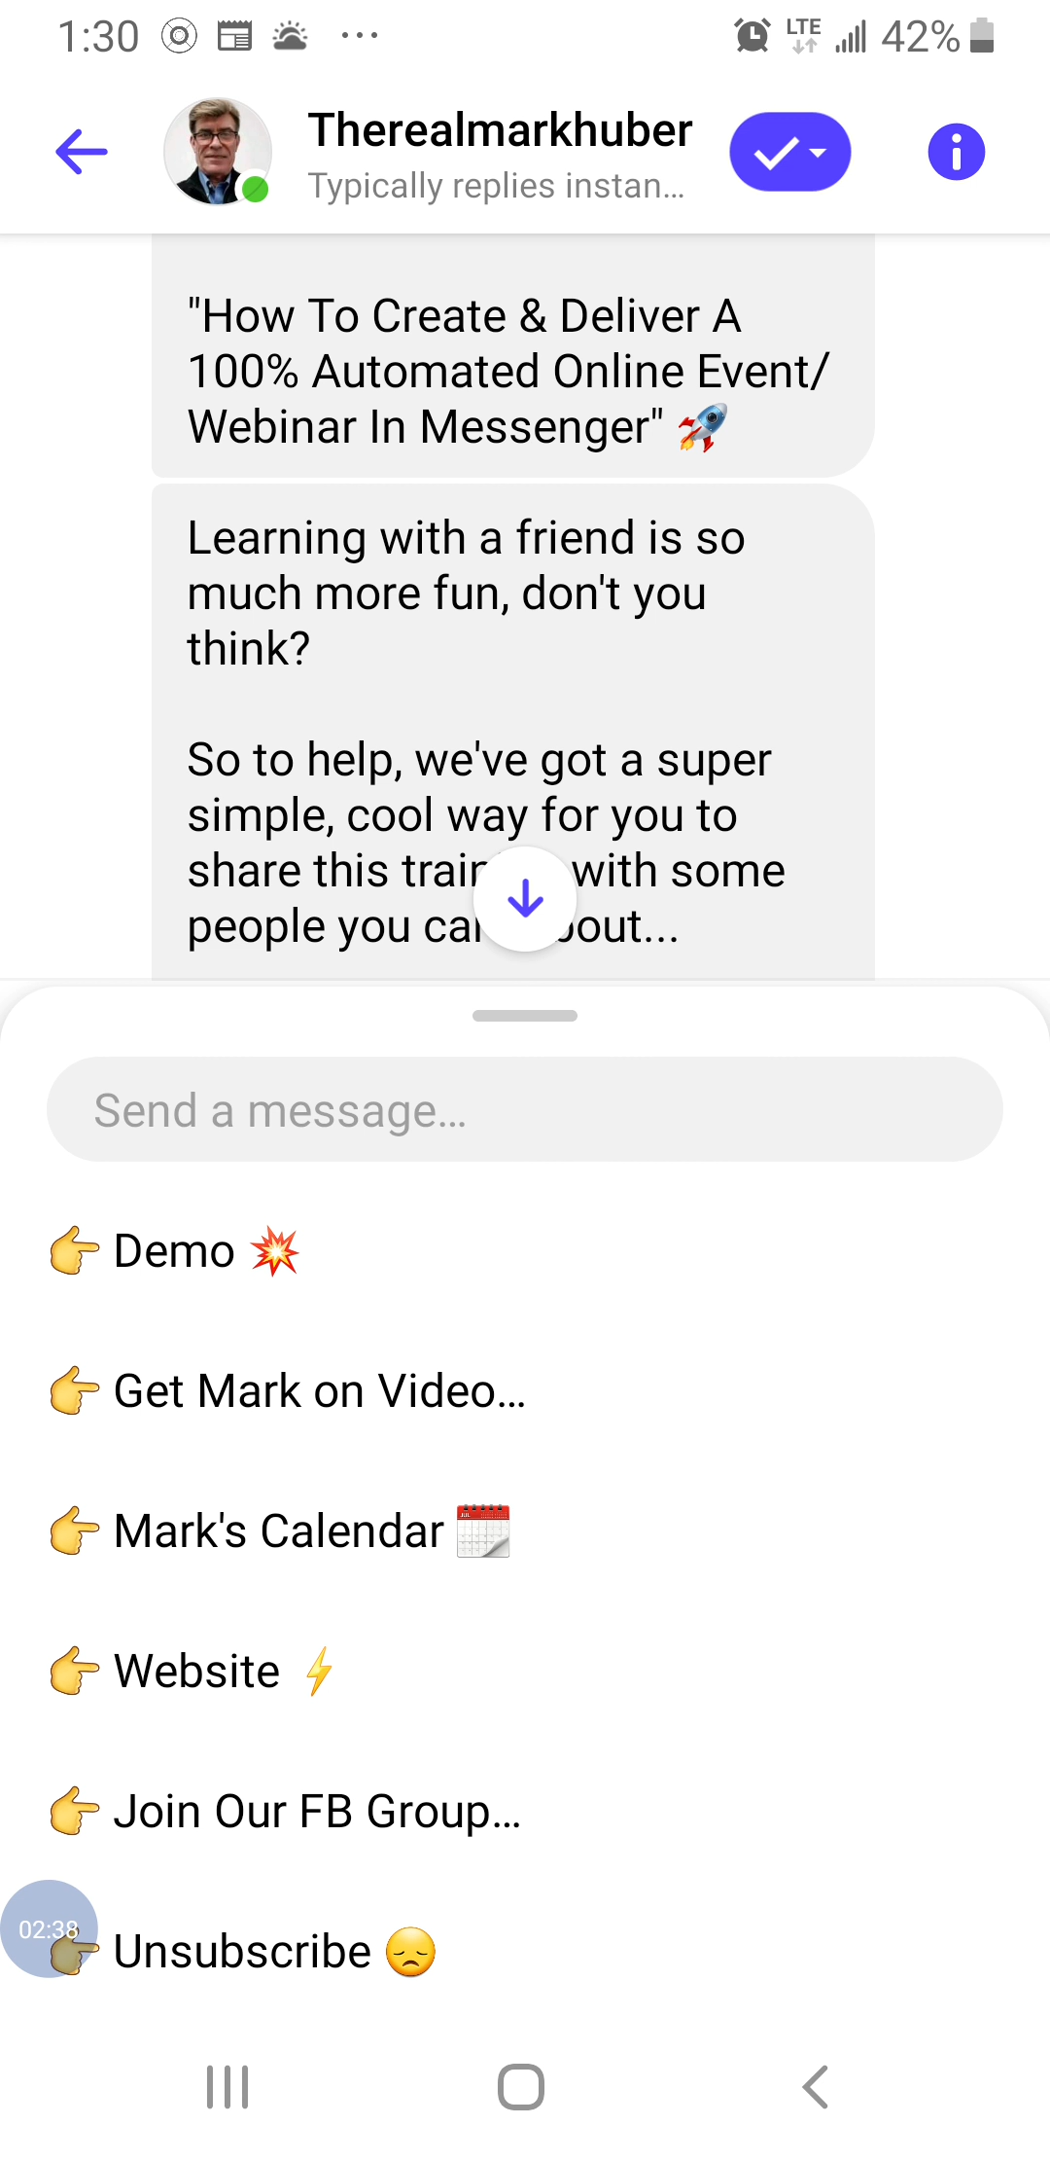 1:30
LTE
42%
Therealmarkhuber
Typically replies instan...
"How To Create & Deliver A
100% Automated Online Event/
Webinar In Messenger" 🚀
Learning with a friend is so
much more fun, don't you
think?
So to help, we've got a super
simple, cool way for you to
share this with some
people you
Send a message...
👉 Demo 💥
👉 Get Mark on Video...
👉 Mark's Calendar 📆
👉 Website ⚡
👉 Join Our FB Group...
02:38
👉 Unsubscribe 😞